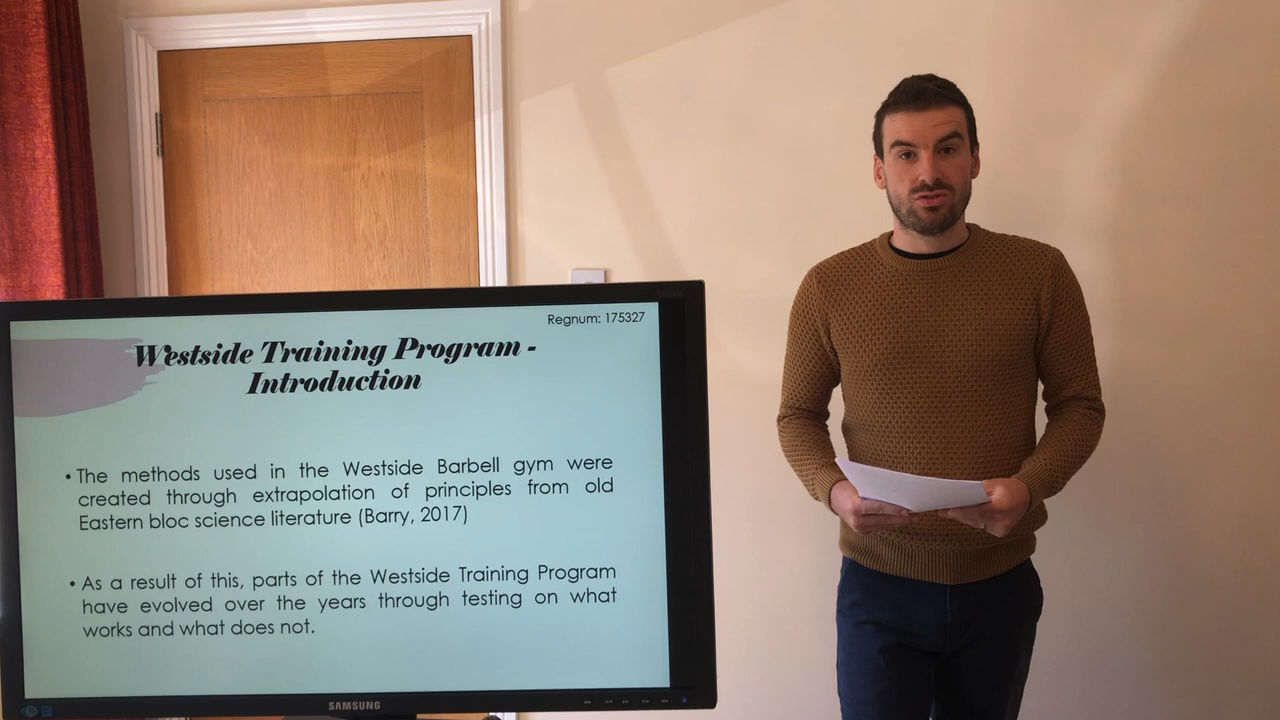 Regnum: 175327
Westside Training Program -
Introduction
• The methods used in the Westside Barbell gym were
created through extrapolation of principles from old
Eastern bloc science literature (Barry, 2017)
• As a result of this, parts of the Westside Training Program
have evolved over the years through testing on what
works and what does not.
SAMSUNG